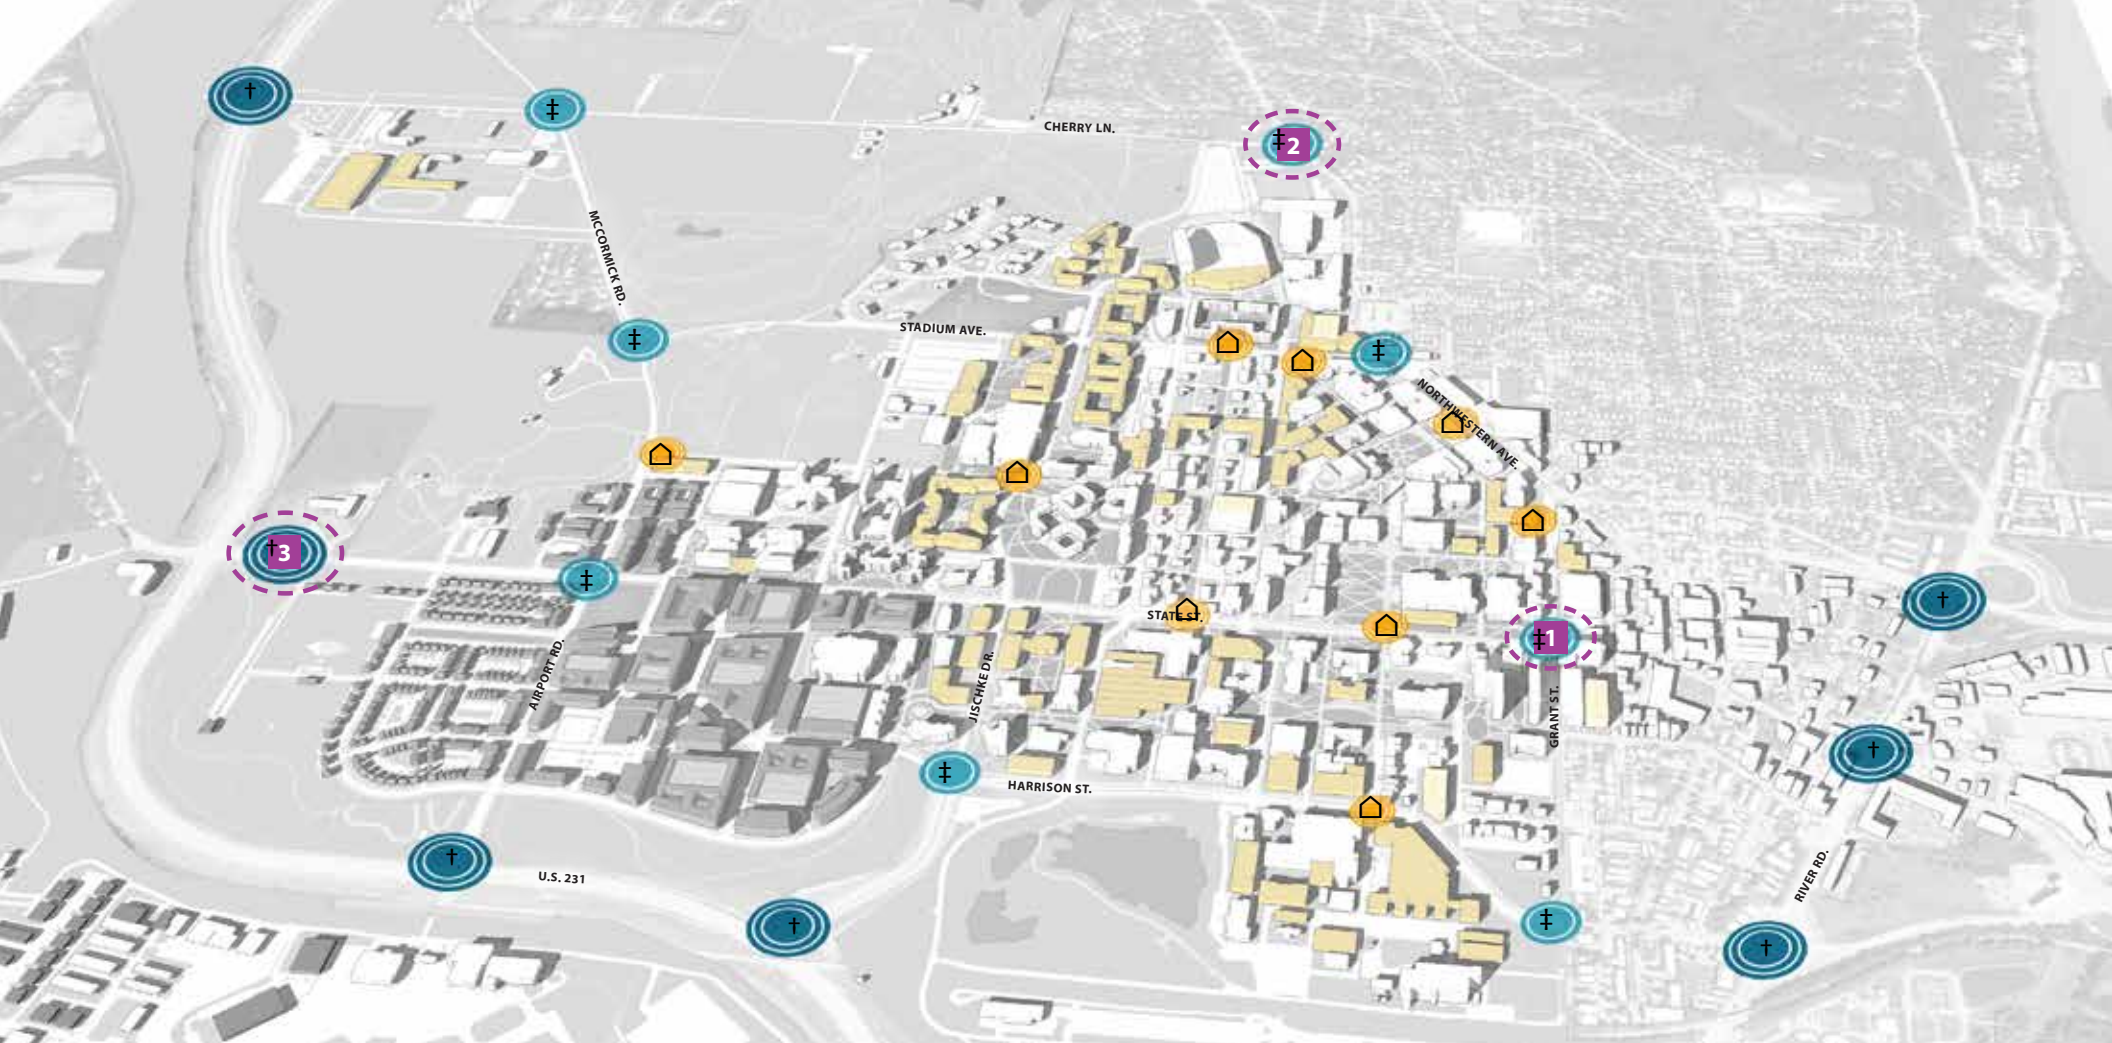 †
‡
CHERRY LN.
‡ 2
MCCORMICK RD.
STADIUM AVE.
‡
‡
NORTHWESTERN AVE.
† 3
‡
†
STATE ST.
‡ 1
AIRPORT RD.
JISCHKE DR.
GRANT ST.
†
‡
HARRISON ST.
†
U.S. 231
RIVER RD.
†
‡
†